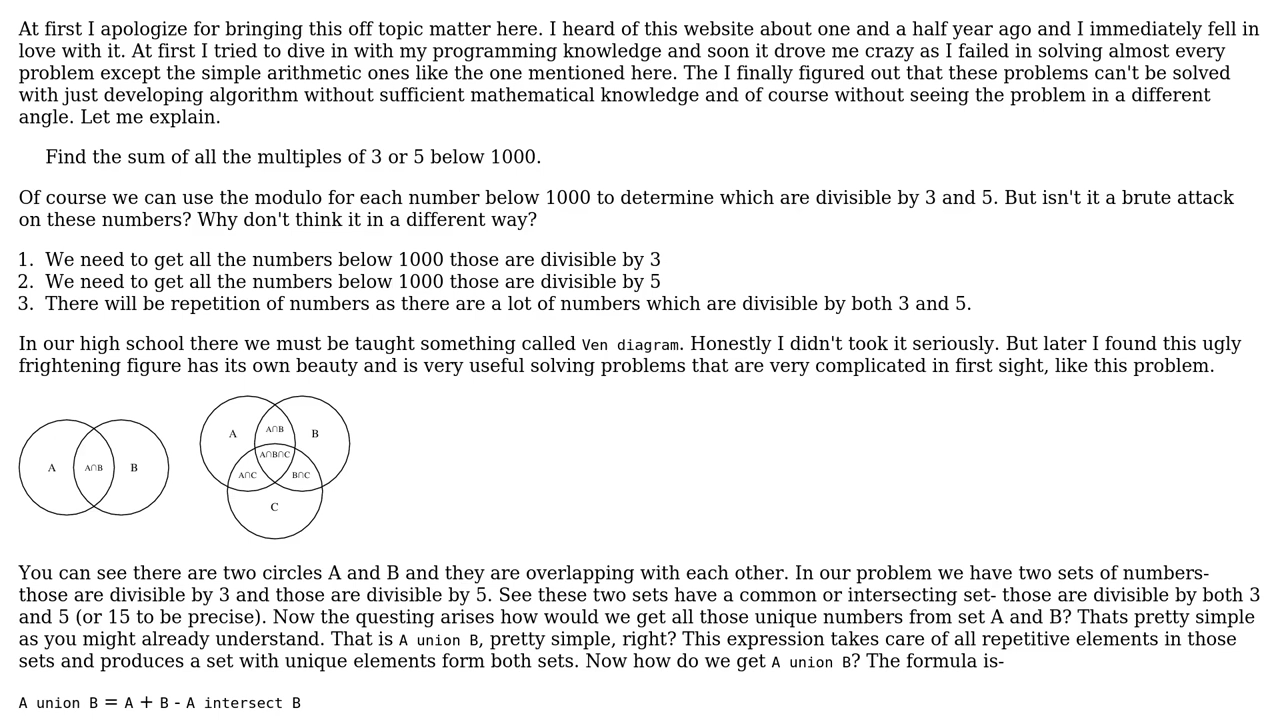 At first I apologize for bringing this off topic matter here. I heard of this website about one and a half year ago and I immediately fell in
love with it. At first I tried to dive in with my programming knowledge and soon it drove me crazy as I failed in solving almost every
problem except the simple arithmetic ones like the one mentioned here. The I finally figured out that these problems can't be solved
with just developing algorithm without sufficient mathematical knowledge and of course without seeing the problem in a different
angle. Let me explain.
Find the sum of all the multiples of 3 or 5 below 1000.
Of course we can use the modulo for each number below 1000 to determine which are divisible by 3 and 5. But isn't it a brute attack
on these numbers? Why don't think it in a different way?
1. We need to get all the numbers below 1000 those are divisible by 3
2. We need to get all the numbers below 1000 those are divisible by 5
3. There will be repetition of numbers as there are a lot of numbers which are divisible by both 3 and 5.
In our high school there we must be taught something called Ven diagram. Honestly I didn't took it seriously. But later I found this ugly
frightening figure has its own beauty and is very useful solving problems that are very complicated in first sight, like this problem.
A A∩B B
A A∩B B
A∩B∩C
A∩C B∩C
C
You can see there are two circles A and B and they are overlapping with each other. In our problem we have two sets of numbers-
those are divisible by 3 and those are divisible by 5. See these two sets have a common or intersecting set- those are divisible by both 3
and 5 (or 15 to be precise). Now the questing arises how would we get all those unique numbers from set A and B? Thats pretty simple
as you might already understand. That is A union B, pretty simple, right? This expression takes care of all repetitive elements in those
sets and produces a set with unique elements form both sets. Now how do we get A union B? The formula is-
A union B = A + B - A intersect B